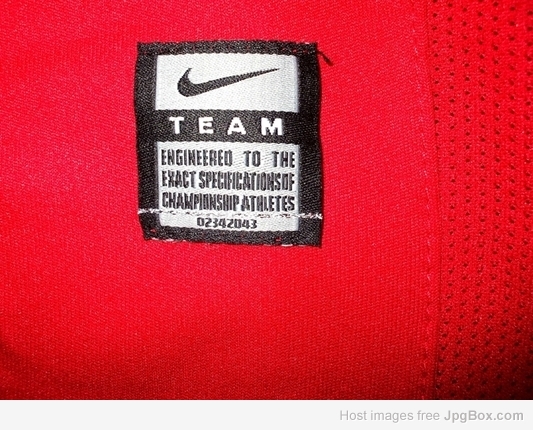 TEAM
ENGINEERED TO THE
EXACT SPECIFICATIONS OF
CHAMPIONSHIP ATHLETES
02342043
Host images free JpgBox.com